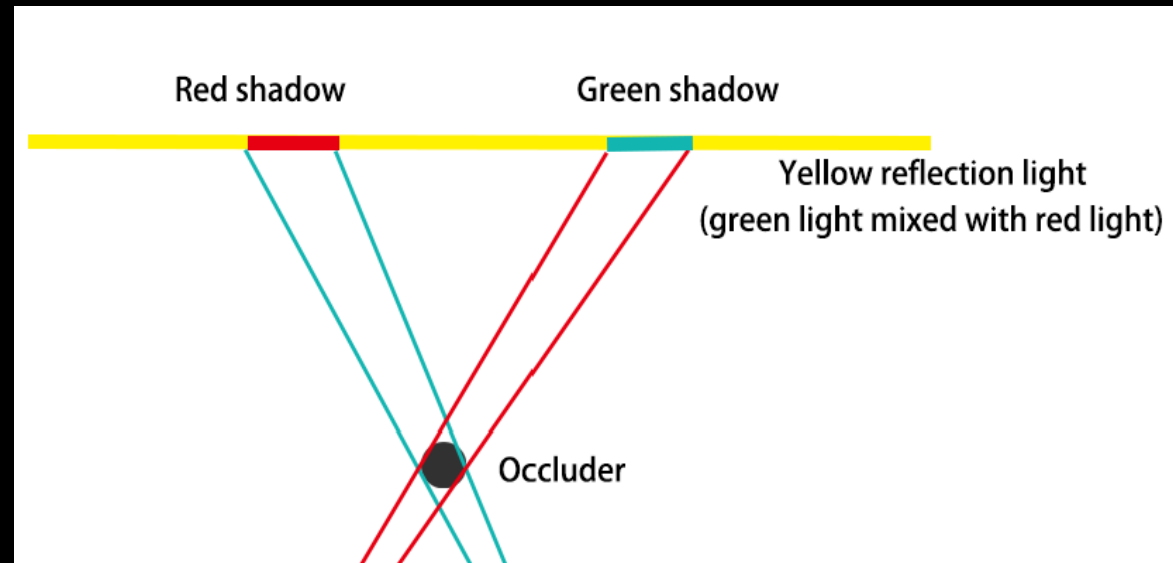 Red shadow
Green shadow
Yellow reflection light
(green light mixed with red light)
Occluder